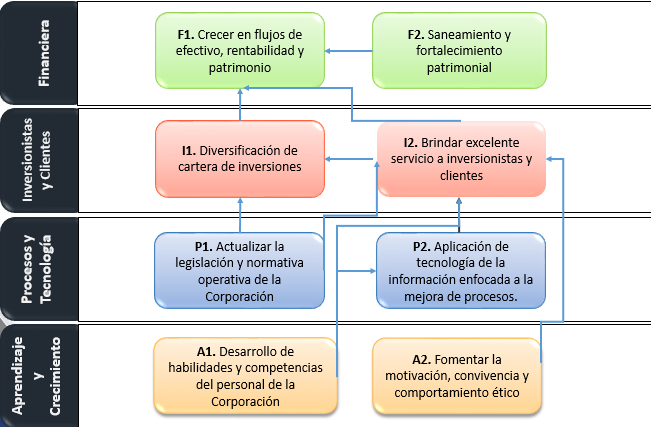 Financiera
F1. Crecer en flujos de
efectivo, rentabilidad y
patrimonio
F2. Saneamiento y
fortalecimiento
patrimonial
Inversionistas
y Clientes
I1. Diversificación de
cartera de inversiones
I2. Brindar excelente
servicio a inversionistas y
clientes
Procesos y
Tecnología
P1. Actualizar la
legislación y normativa
operativa de la
Corporación
P2. Aplicación de
tecnología de la
información enfocada a la
mejora de procesos.
Aprendizaje
y
Crecimiento
A1. Desarrollo de
habilidades y competencias
del personal de la
Corporación
A2. Fomentar la
motivación, convivencia y
comportamiento ético